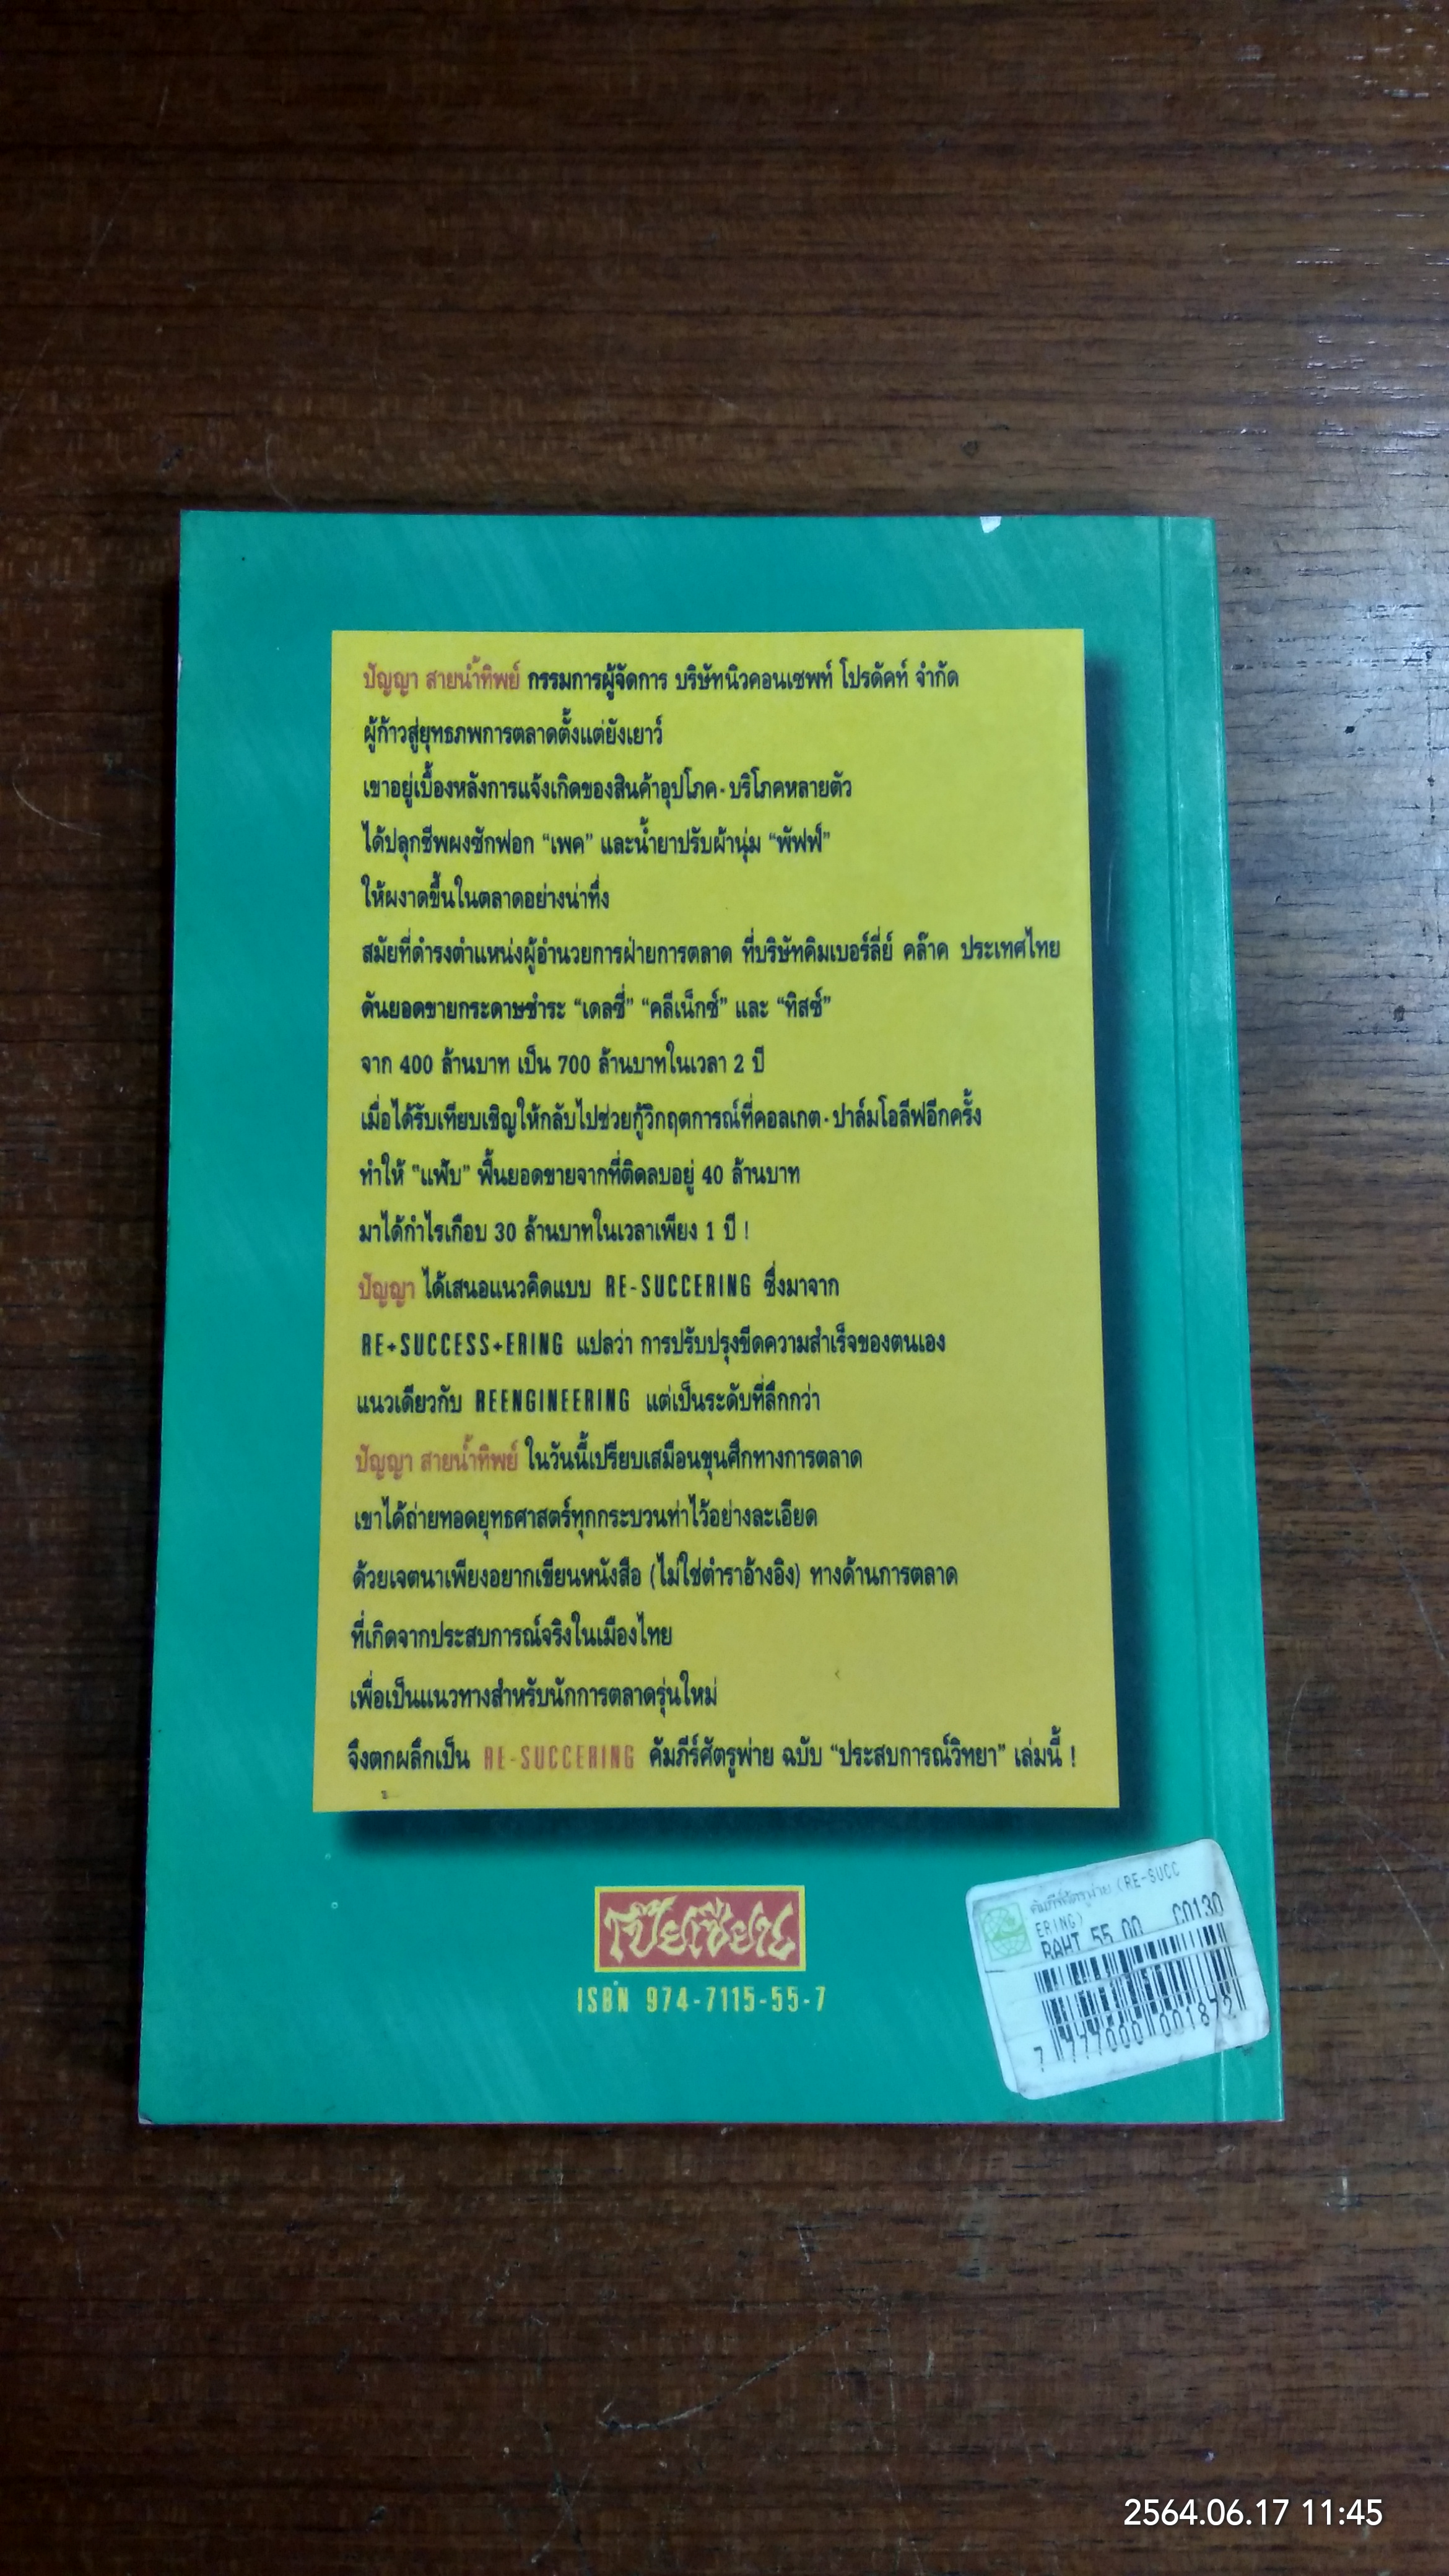 ปัญญา สายน้ำทิพย์ กรรมการผู้จัดการ บริษัทนิวคอนเซพท์ โปรดัคท์ จำกัด
ผู้ก้าวสู่ยุทธภพการตลาดตั้งแต่ยังเยาว์
เขาอยู่เบื้องหลังการแจ้งเกิดของสินค้าอุปโภค-บริโภคหลายตัว
ได้ปลุกชีพผงซักฟอก “เพค” และน้ำยาปรับผ้านุ่ม “พัฟฟ์”
ให้ผงาดขึ้นในตลาดอย่างน่าทึ่ง
สมัยที่ดำรงตำแหน่งผู้อำนวยการฝ่ายการตลาด ที่บริษัทคิมเบอร์ลี่ย์ คล๊าค ประเทศไทย
ดันยอดขายกระดาษชำระ “เดลซี่” “คลีเน็กซ์” และ “ทิสซ์”
จาก 400 ล้านบาท เป็น 700 ล้านบาทในเวลา 2 ปี
เมื่อได้รับเทียบเชิญให้กลับไปช่วยกู้วิกฤตการณ์ที่คอลเกต-ปาล์มโอลีฟอีกครั้ง
ทำให้ “แฟ้บ” ฟื้นยอดขายจากที่ติดลบอยู่ 40 ล้านบาท
มาได้กำไรเกือบ 30 ล้านบาทในเวลาเพียง 1 ปี !
ปัญญา ได้เสนอแนวคิดแบบ RE-SUCCERING ซึ่งมาจาก
RE+SUCCESS+ERING แปลว่า การปรับปรุงขีดความสำเร็จของตนเอง
แนวเดียวกับ REENGINEERING แต่เป็นระดับที่ลึกกว่า
ปัญญา สายน้ำทิพย์ ในวันนี้เปรียบเสมือนขุนศึกทางการตลาด
เขาได้ถ่ายทอดยุทธศาสตร์ทุกกระบวนท่าไว้อย่างละเอียด
ด้วยเจตนาเพียงอยากเขียนหนังสือ (ไม่ใช่ตำราอ้างอิง) ทางด้านการตลาด
ที่เกิดจากประสบการณ์จริงในเมืองไทย
เพื่อเป็นแนวทางสำหรับนักการตลาดรุ่นใหม่
จึงตกผลึกเป็น RE-SUCCERING คัมภีร์ศัตรูพ่าย ฉบับ “ประสบการณ์วิทยา” เล่มนี้ !
เปี่ยเซียน
ISBN 974-7115-55-7
คัมภีร์ศัตรูพ่าย (RE-SUCC
ERING)
BAHT 55.00 C0130
7 777000 001872
2564.06.17 11:45